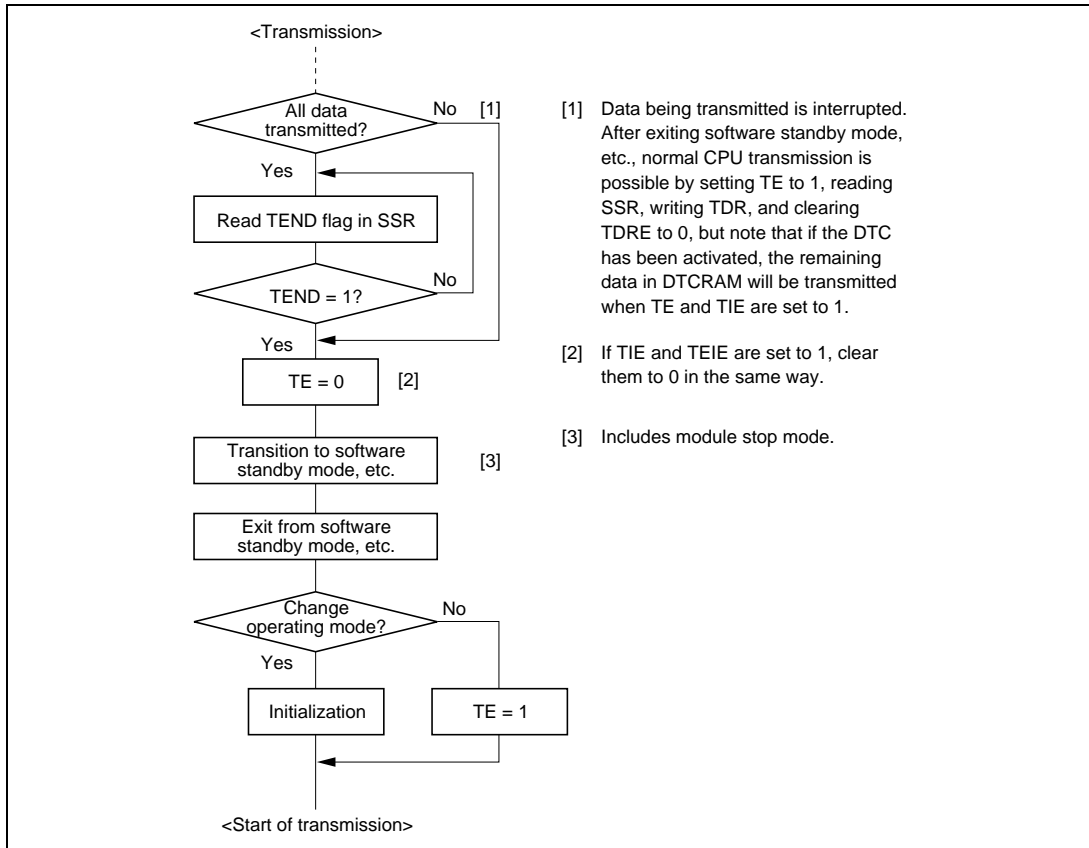 <Transmission>
All data
transmitted?
No [1]
Yes
Read TEND flag in SSR
TEND = 1?
No
Yes
TE = 0 [2]
Transition to software
standby mode, etc.
[3]
Exit from software
standby mode, etc.
Change
operating mode?
No
Yes
Initialization
TE = 1
<Start of transmission>
[1] Data being transmitted is interrupted.
After exiting software standby mode,
etc., normal CPU transmission is
possible by setting TE to 1, reading
SSR, writing TDR, and clearing
TDRE to 0, but note that if the DTC
has been activated, the remaining
data in DTCRAM will be transmitted
when TE and TIE are set to 1.
[2] If TIE and TEIE are set to 1, clear
them to 0 in the same way.
[3] Includes module stop mode.